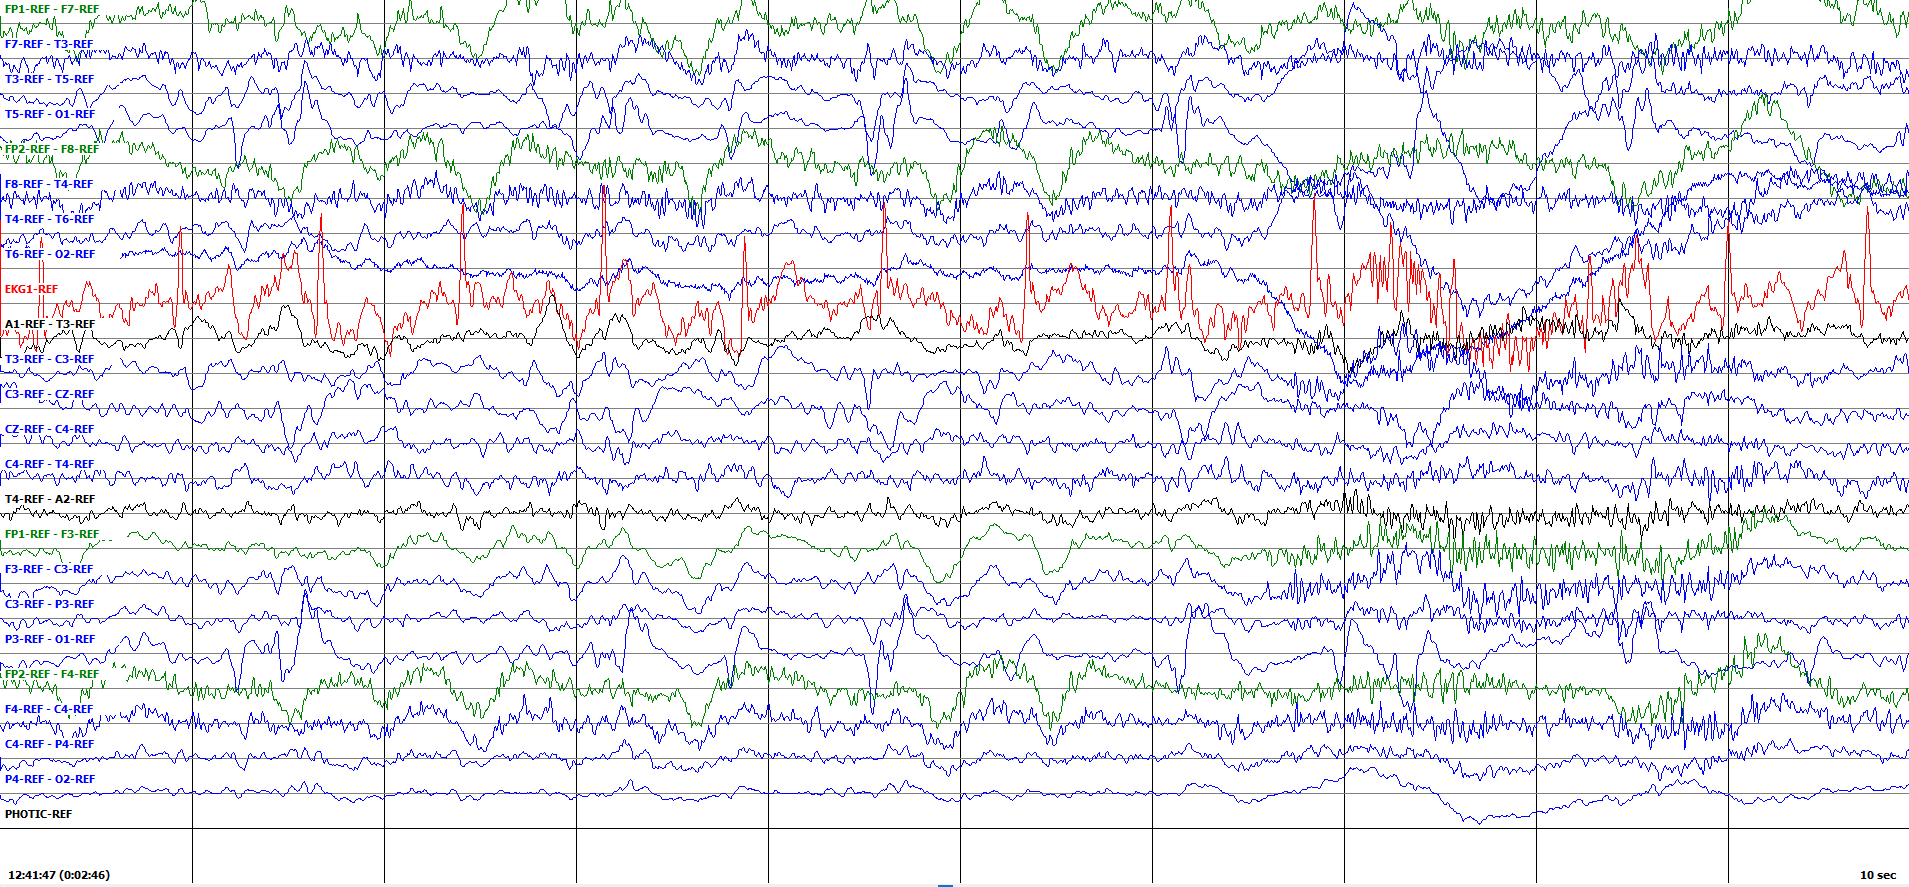 FP1-REF - F7-REF
F7-REF - T3-REF
T3-REF - T5-REF
T5-REF - O1-REF
FP2-REF - F8-REF
F8-REF - T4-REF
T4-REF - T6-REF
T6-REF - O2-REF
EKG1-REF
A1-REF - T3-REF
T3-REF - C3-REF
C3-REF - CZ-REF
CZ-REF - C4-REF
C4-REF - T4-REF
T4-REF - A2-REF
FP1-REF - F3-REF
F3-REF - C3-REF
C3-REF - P3-REF
P3-REF - O1-REF
FP2-REF - F4-REF
F4-REF - C4-REF
C4-REF - P4-REF
P4-REF - O2-REF
PHOTIC-REF
12:41:47 (0:02:46)
10 sec